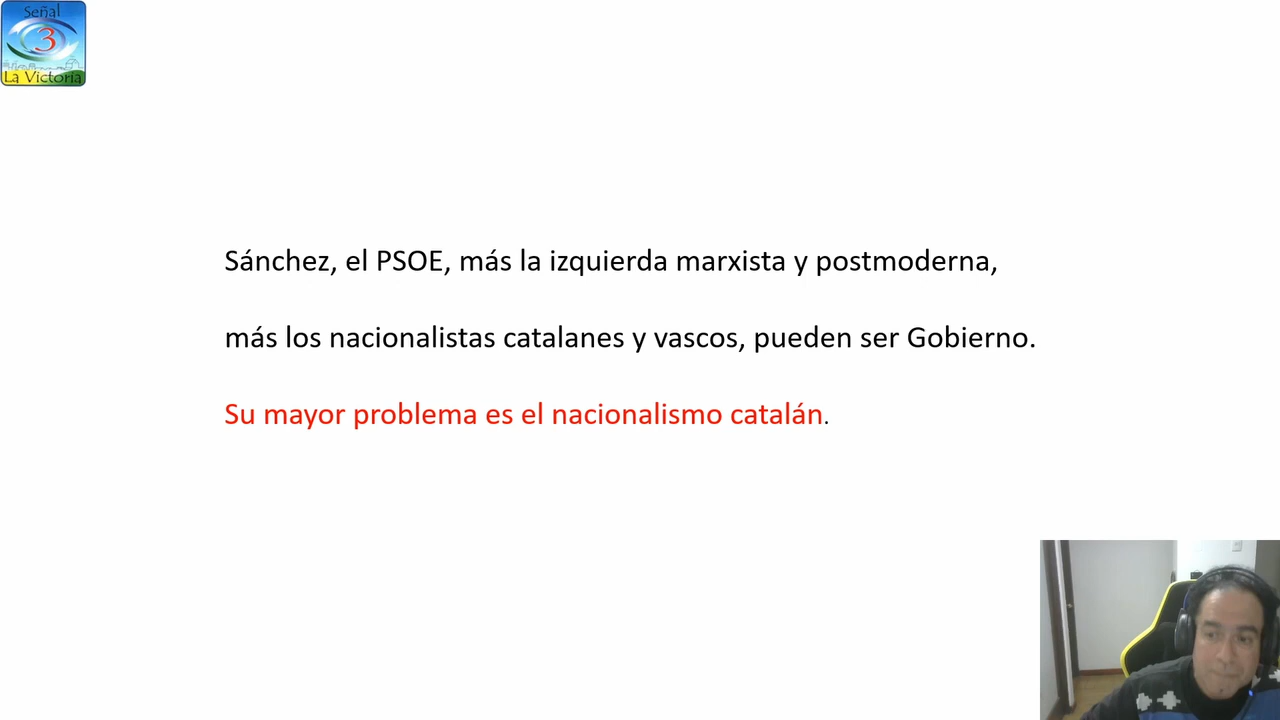 Señal
3
La Victoria
Sánchez, el PSOE, más la izquierda marxista y postmoderna,
más los nacionalistas catalanes y vascos, pueden ser Gobierno.
Su mayor problema es el nacionalismo catalán.